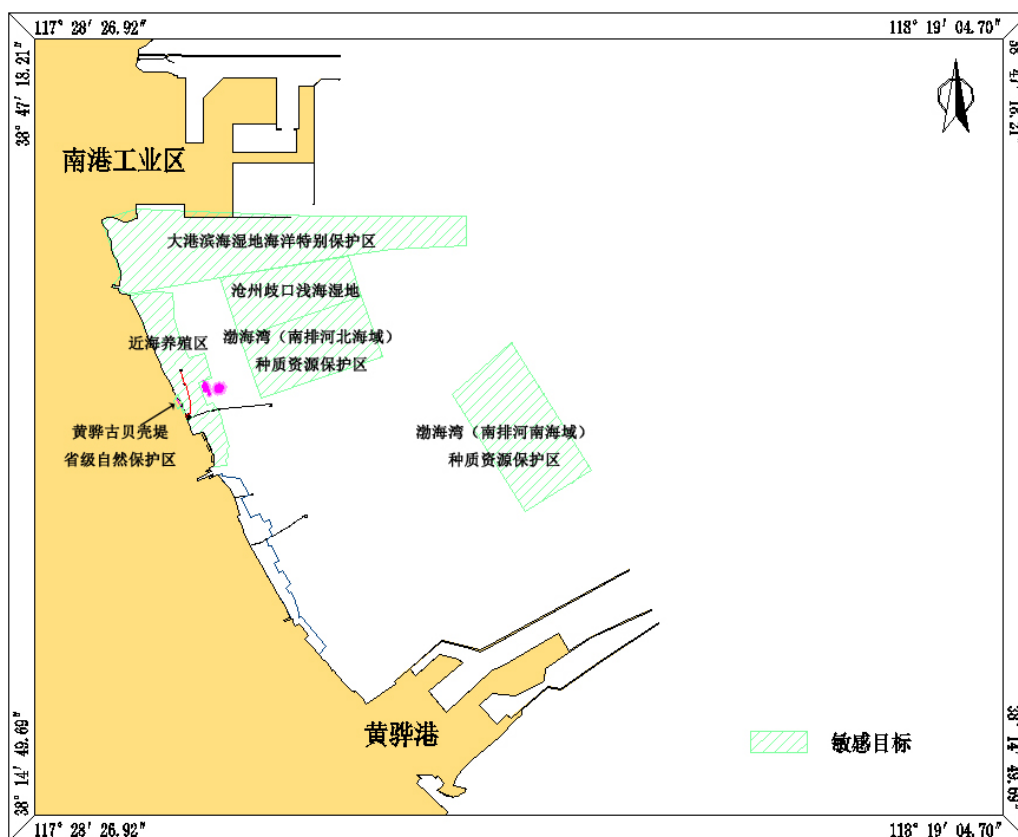 117° 28′ 26.92″
118° 19′ 04.70″
38° 47′ 18.21″
南港工业区
大港滨海湿地海洋特别保护区
沧州歧口浅海湿地
渤海湾（南排河北海域）
种质资源保护区
近海养殖区
黄骅古贝壳堤
省级自然保护区
渤海湾（南排河南海域）
种质资源保护区
黄骅港
敏感目标
38° 14′ 49.69″
38° 14′ 49.69″
117° 28′ 26.92″
118° 19′ 04.70″